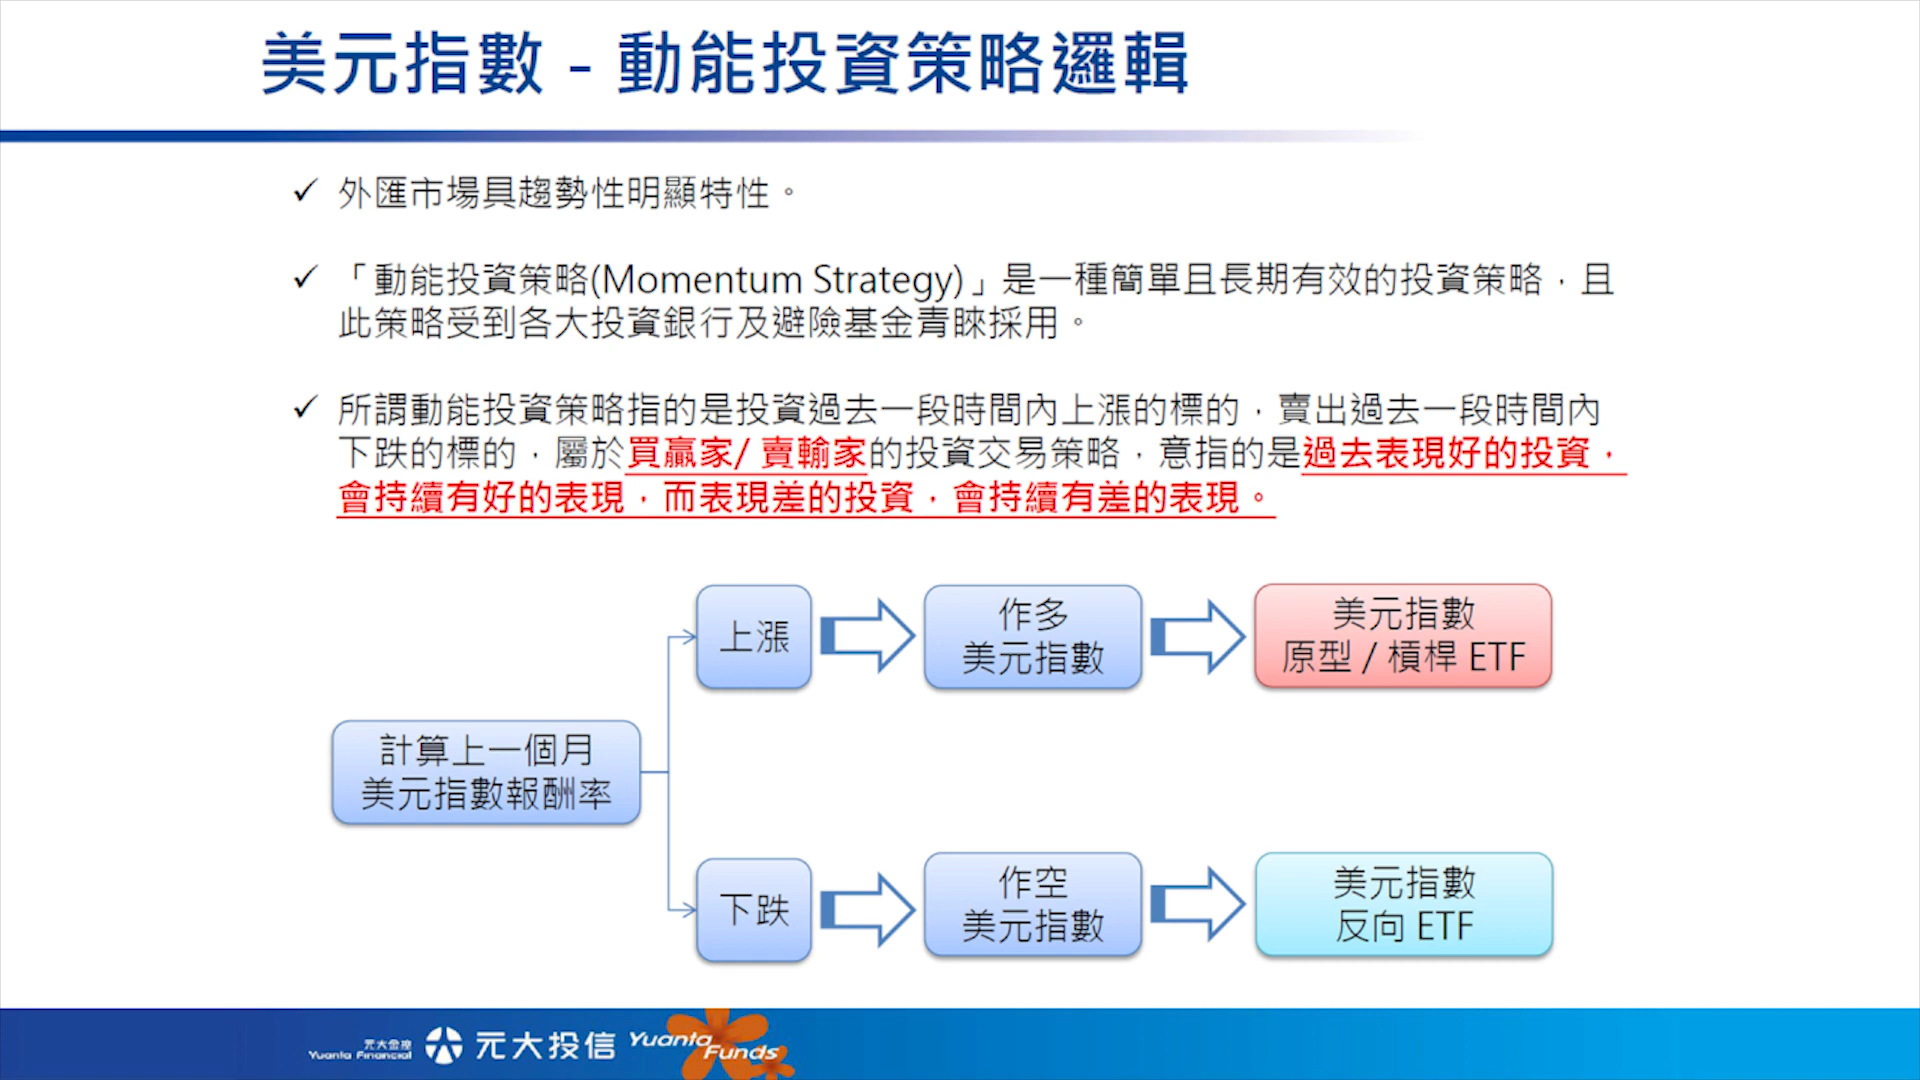 美元指數 - 動能投資策略邏輯
✓ 外匯市場具趨勢性明顯特性。
✓ 「動能投資策略(Momentum Strategy)」是一種簡單且長期有效的投資策略，且
此策略受到各大投資銀行及避險基金青睞採用。
✓ 所謂動能投資策略指的是投資過去一段時間內上漲的標的，賣出過去一段時間內
下跌的標的，屬於買贏家/ 賣輸家的投資交易策略，意指的是過去表現好的投資，
會持續有好的表現，而表現差的投資，會持續有差的表現。
上漲
作多
美元指數
美元指數
原型 / 槓桿 ETF
計算上一個月
美元指數報酬率
下跌
作空
美元指數
美元指數
反向 ETF
元大金控
Yuanta Financial
元大投信
Yuanta
Funds